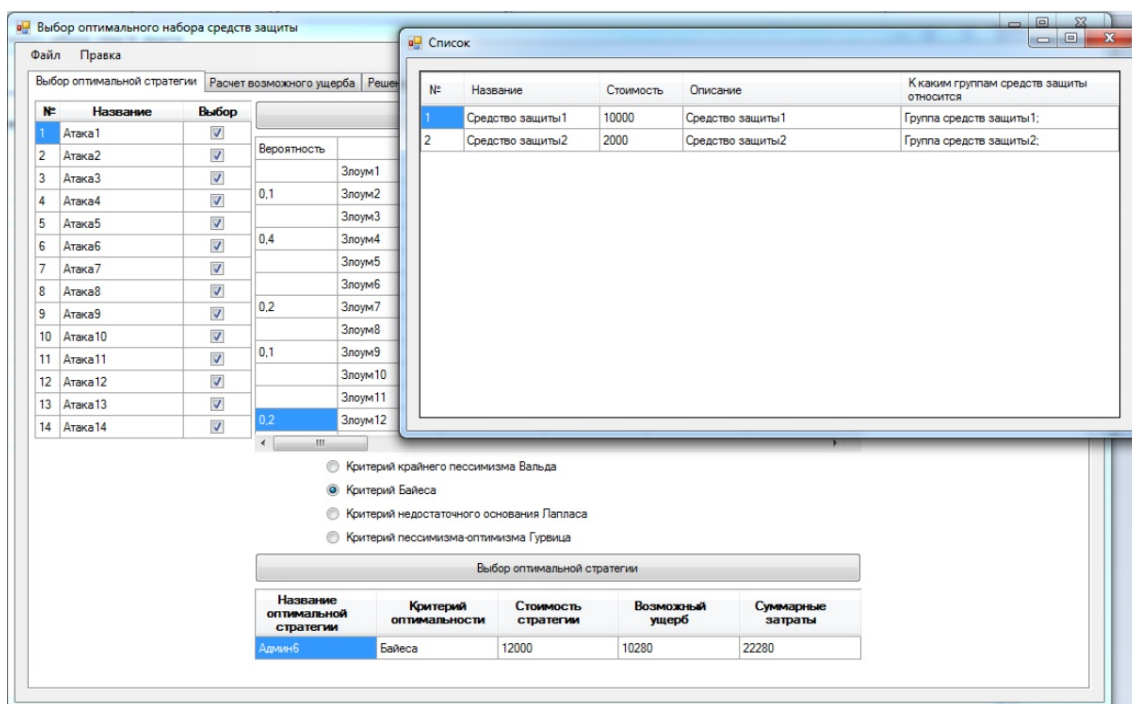 Выбор оптимального набора средств защиты
Файл Правка
Выбор оптимальной стратегии Расчет возможного ущерба
№ Название Выбор
1 Атака1
2 Атака2
3 Атака3
4 Атака4
5 Атака5
6 Атака6
7 Атака7
8 Атака8
9 Атака9
10 Атака10
11 Атака11
12 Атака12
13 Атака13
14 Атака14
Вероятность
Злоум1
0,1 Злоум2
Злоум3
0,4 Злоум4
Злоум5
Злоум6
0,2 Злоум7
Злоум8
0,1 Злоум9
Злоум10
Злоум11
0,2 Злоум12
Список
№ Название Стоимость Описание К каким группам средств защиты
относится
1 Средство защиты1 10000 Средство защиты1 Группа средств защиты1;
2 Средство защиты2 2000 Средство защиты2 Группа средств защиты2;
Критерий крайнего пессимизма Вальда
Критерий Байеса
Критерий недостаточного основания Лапласа
Критерий пессимизма-оптимизма Гурвица
Выбор оптимальной стратегии
Название
оптимальной
стратегии
Критерий
оптимальности
Стоимость
стратегии
Возможный
ущерб
Суммарные
затраты
Админ6 Байеса 12000 10280 22280